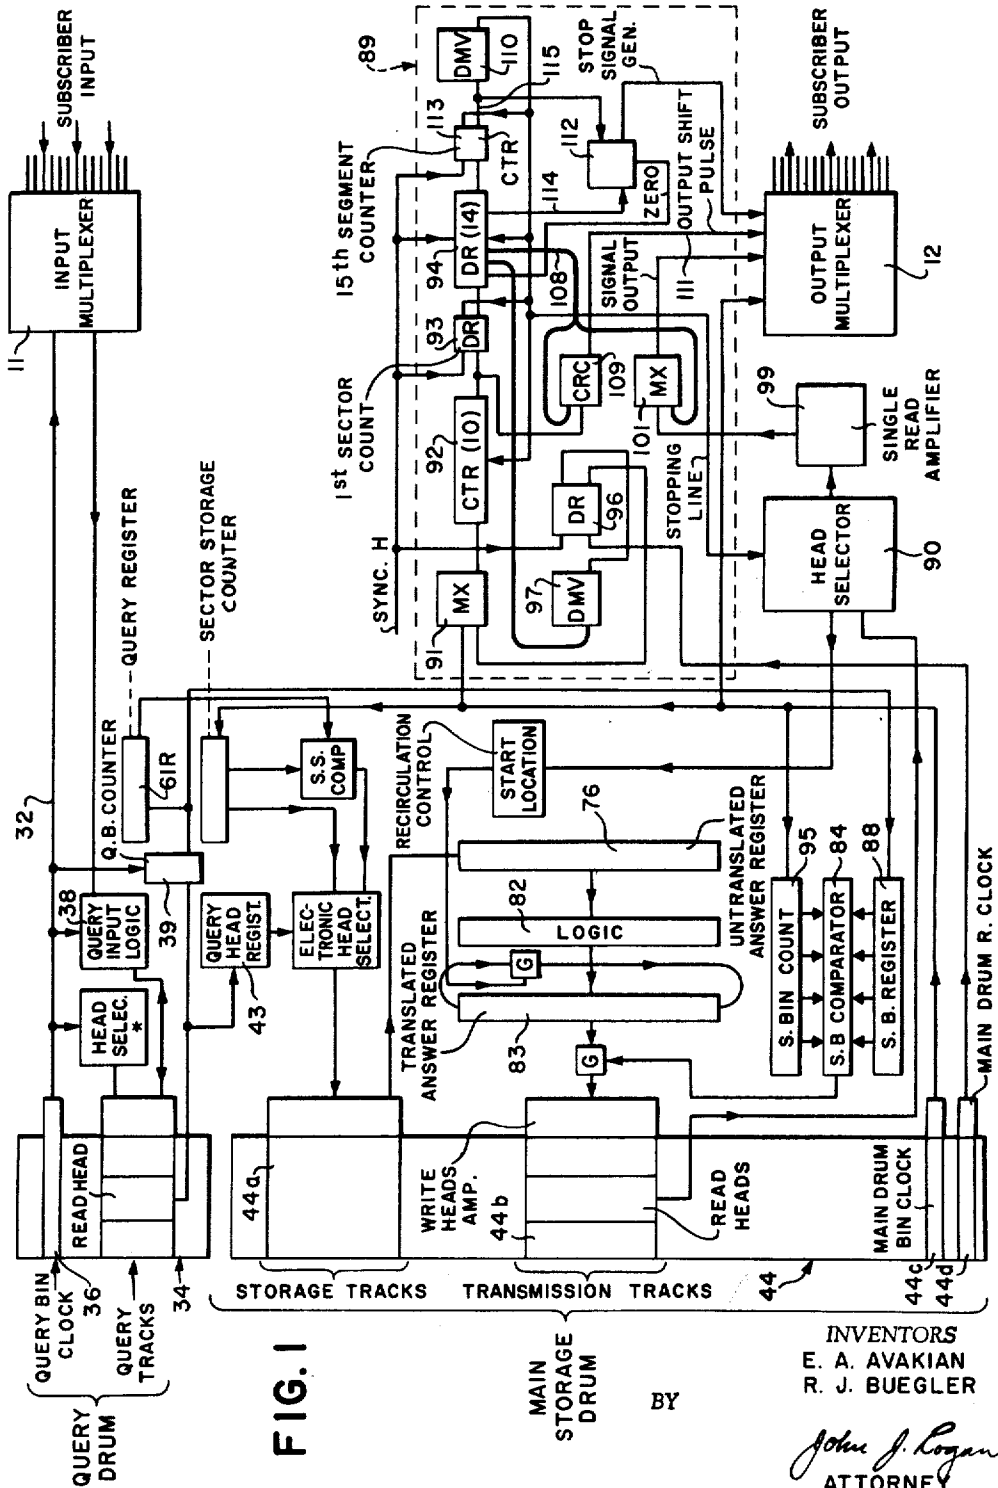 SUBSCRIBER
INPUT
INPUT
MULTIPLEXER
11
32
QUERY REGISTER
SECTOR STORAGE
COUNTER
Q.B. COUNTER
61R
S.S.
COMP
38
QUERY
INPUT
LOGIC
39
HEAD
SELEC.
*
QUERY
HEAD
REGIST.
43
ELEC-
TRONIC
HEAD
SELECT.
READ HEAD
QUERY BIN
CLOCK
36
QUERY
TRACKS
34
QUERY
DRUM
89
DMV
110
115
STOP
SIGNAL
GEN.
113
CTR
15th SEGMENT
COUNTER
112
114
ZERO
94
DR (14)
108
93
DR
1st SECTOR
COUNT
92
CTR (10)
CRC
109
MX
101
SIGNAL
OUTPUT
111
OUTPUT SHIFT
PULSE
SYNC. H
DR
96
97
DMV
91
MX
STOPPING
LINE
SUBSCRIBER
OUTPUT
OUTPUT
MULTIPLEXER
12
99
SINGLE
READ
AMPLIFIER
HEAD
SELECTOR
90
RECIRCULATION
CONTROL
START
LOCATION
76
UNTRANSLATED
ANSWER REGISTER
82
LOGIC
G
TRANSLATED
ANSWER REGISTER
83
G
95
S. BIN COUNT
84
S.B COMPARATOR
88
S.B. REGISTER
MAIN DRUM R. CLOCK
44a
WRITE
HEADS
AMP.
44b
READ
HEADS
MAIN DRUM
BIN CLOCK
44
44c
44d
STORAGE TRACKS
TRANSMISSION TRACKS
MAIN
STORAGE
DRUM
FIG. 1
BY
INVENTORS
E. A. AVAKIAN
R. J. BUEGLER
John J. Logan
ATTORNEY